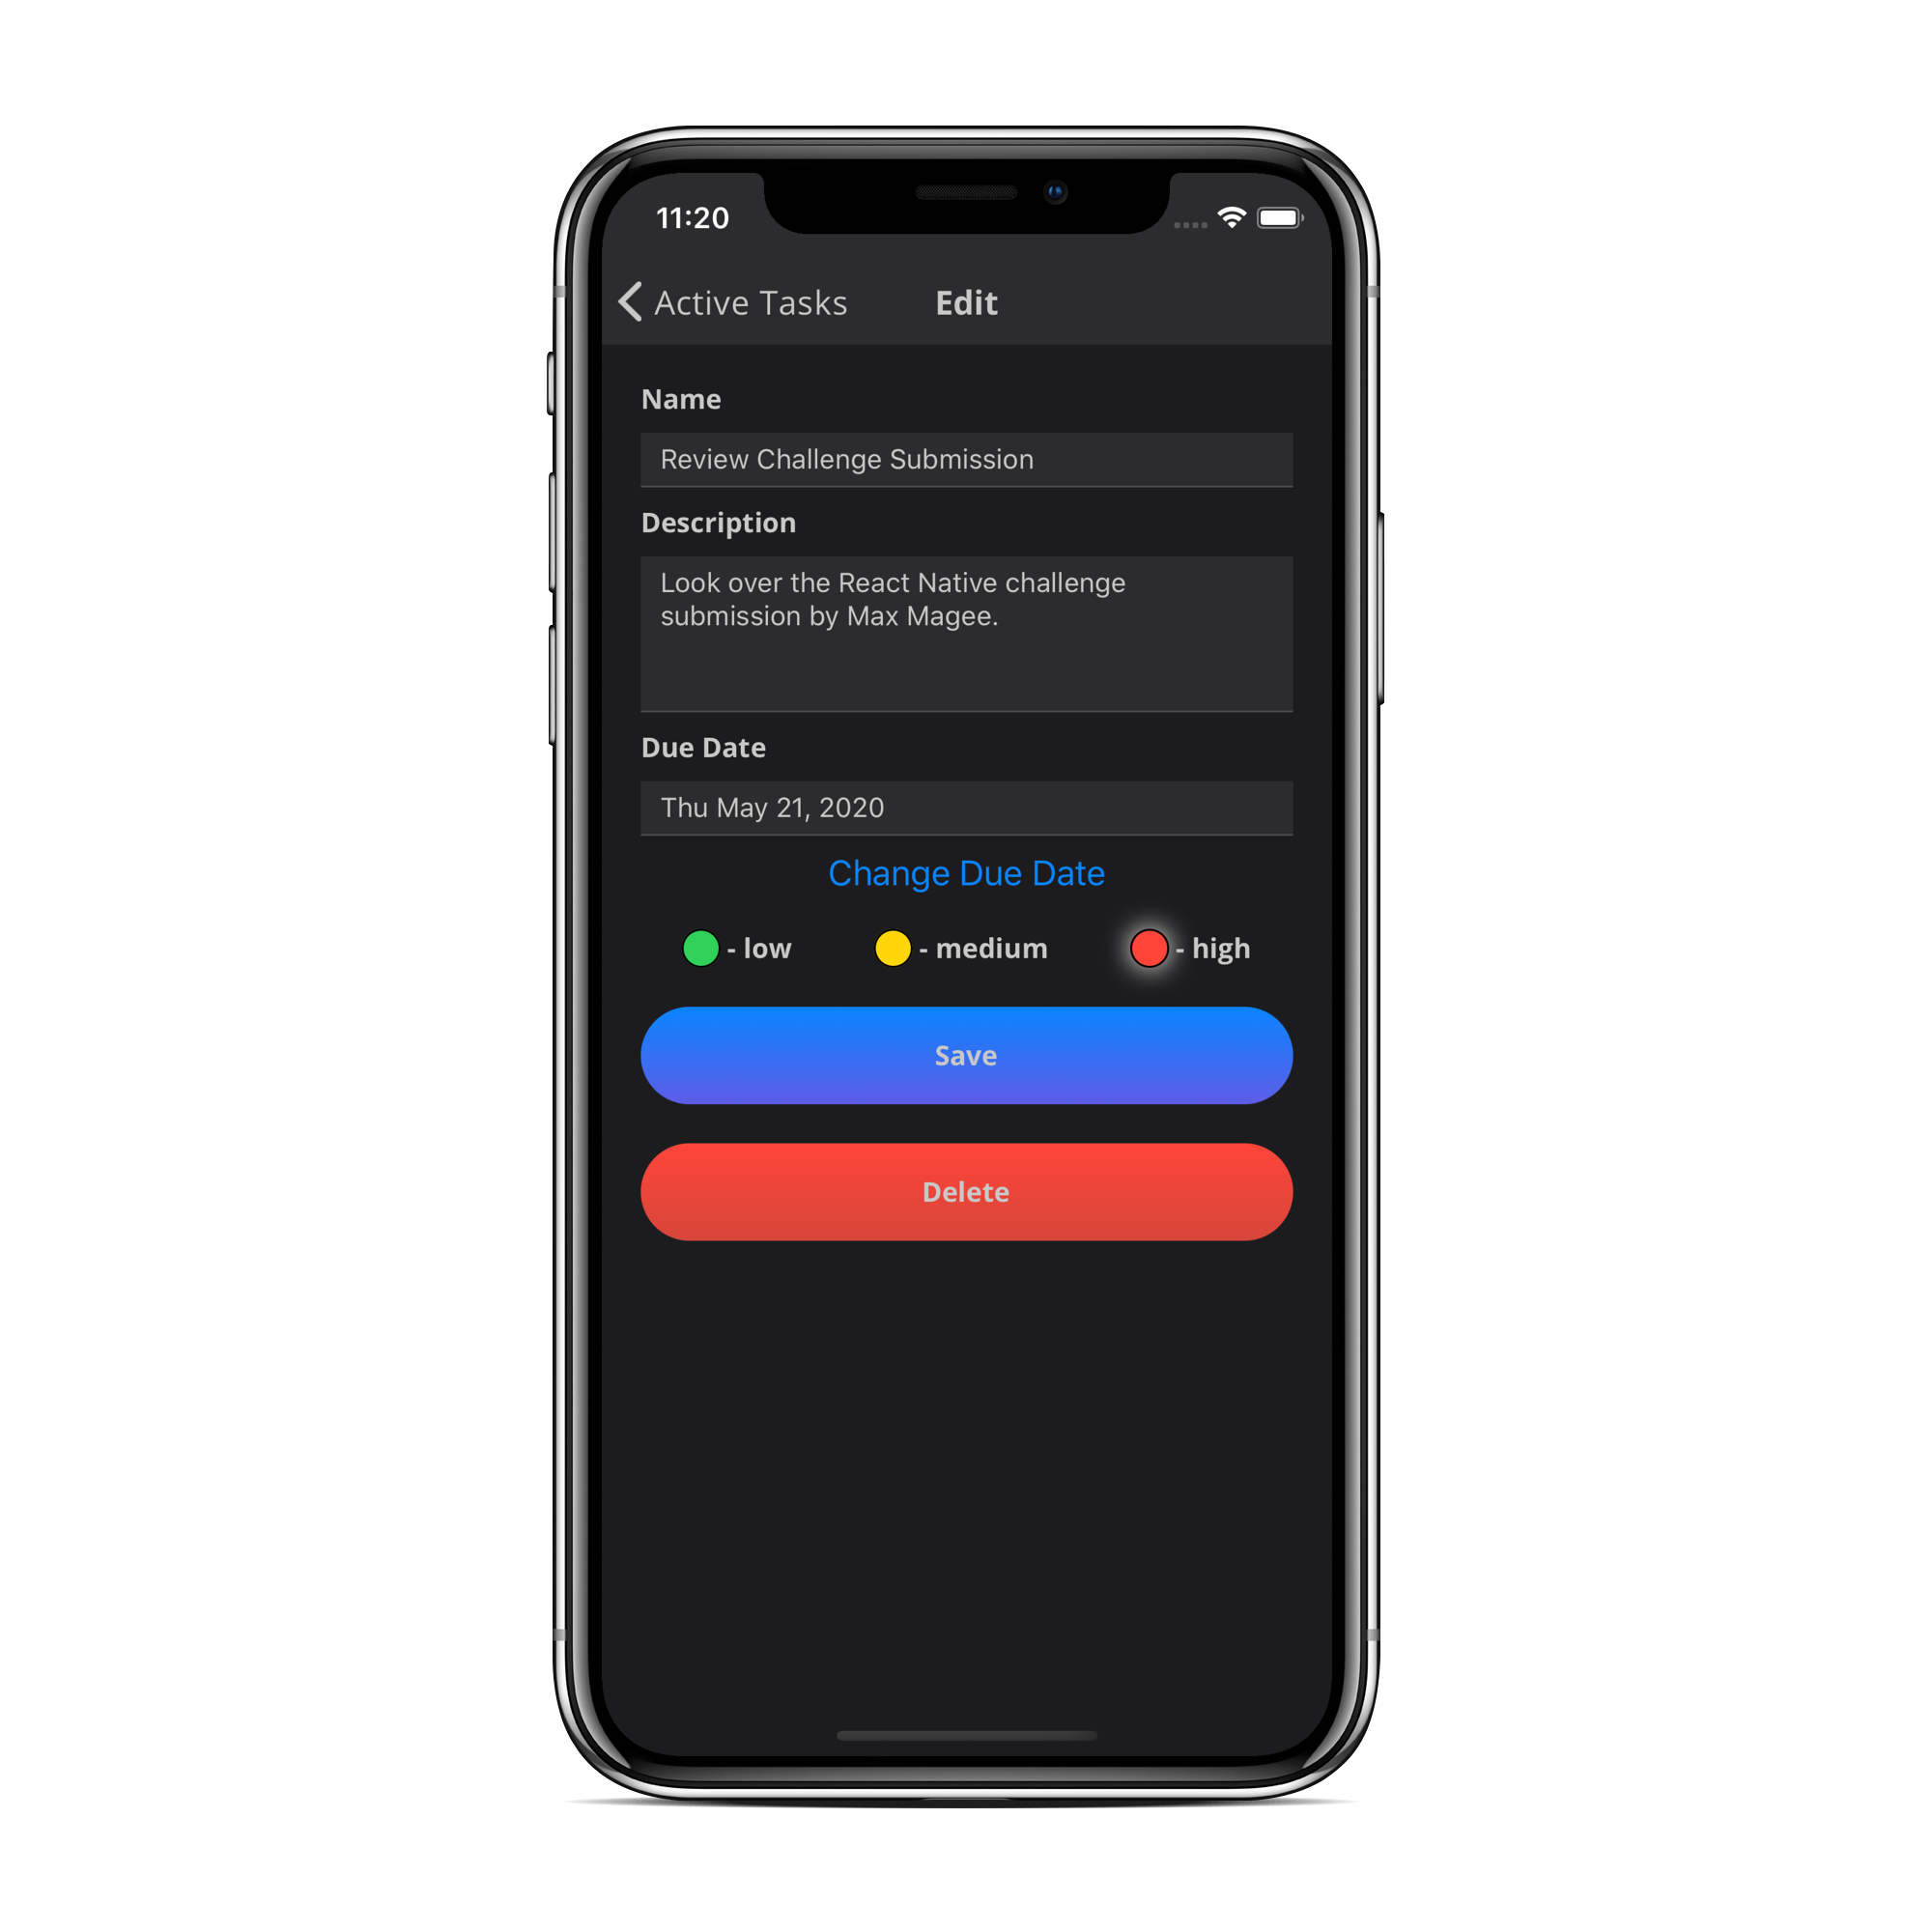 11:20
Active Tasks Edit
Name
Review Challenge Submission
Description
Look over the React Native challenge
submission by Max Magee.
Due Date
Thu May 21, 2020
Change Due Date
- low - medium - high
Save
Delete